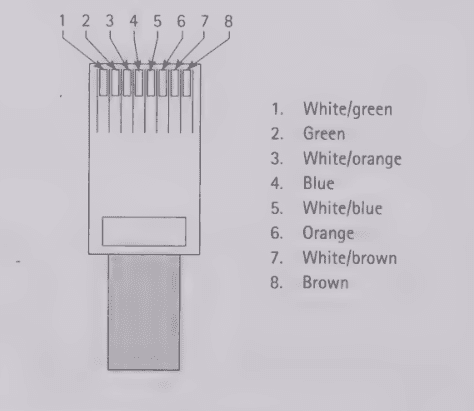 1 2 3 4 5 6 7 8
1. White/green
2. Green
3. White/orange
4. Blue
5. White/blue
6. Orange
7. White/brown
8. Brown